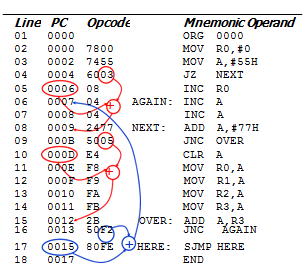 Line PC Opcode Mnemonic Operand
01 0000 ORG 0000
02 0000 7800 MOV R0,#0
03 0002 7455 MOV A,#55H
04 0004 6003 JZ NEXT
05 0006 08 INC R0
06 0007 04 AGAIN: INC A
07 0008 04 INC A
08 0009 2477 NEXT: ADD A,#77H
09 000B 5005 JNC OVER
10 000D E4 CLR A
11 000E F8 MOV R0,A
12 000F F9 MOV R1,A
13 0010 FA MOV R2,A
14 0011 FB MOV R3,A
15 0012 2B OVER: ADD A,R3
16 0013 50F2 JNC AGAIN
17 0015 80FE HERE: SJMP HERE
18 0017 END